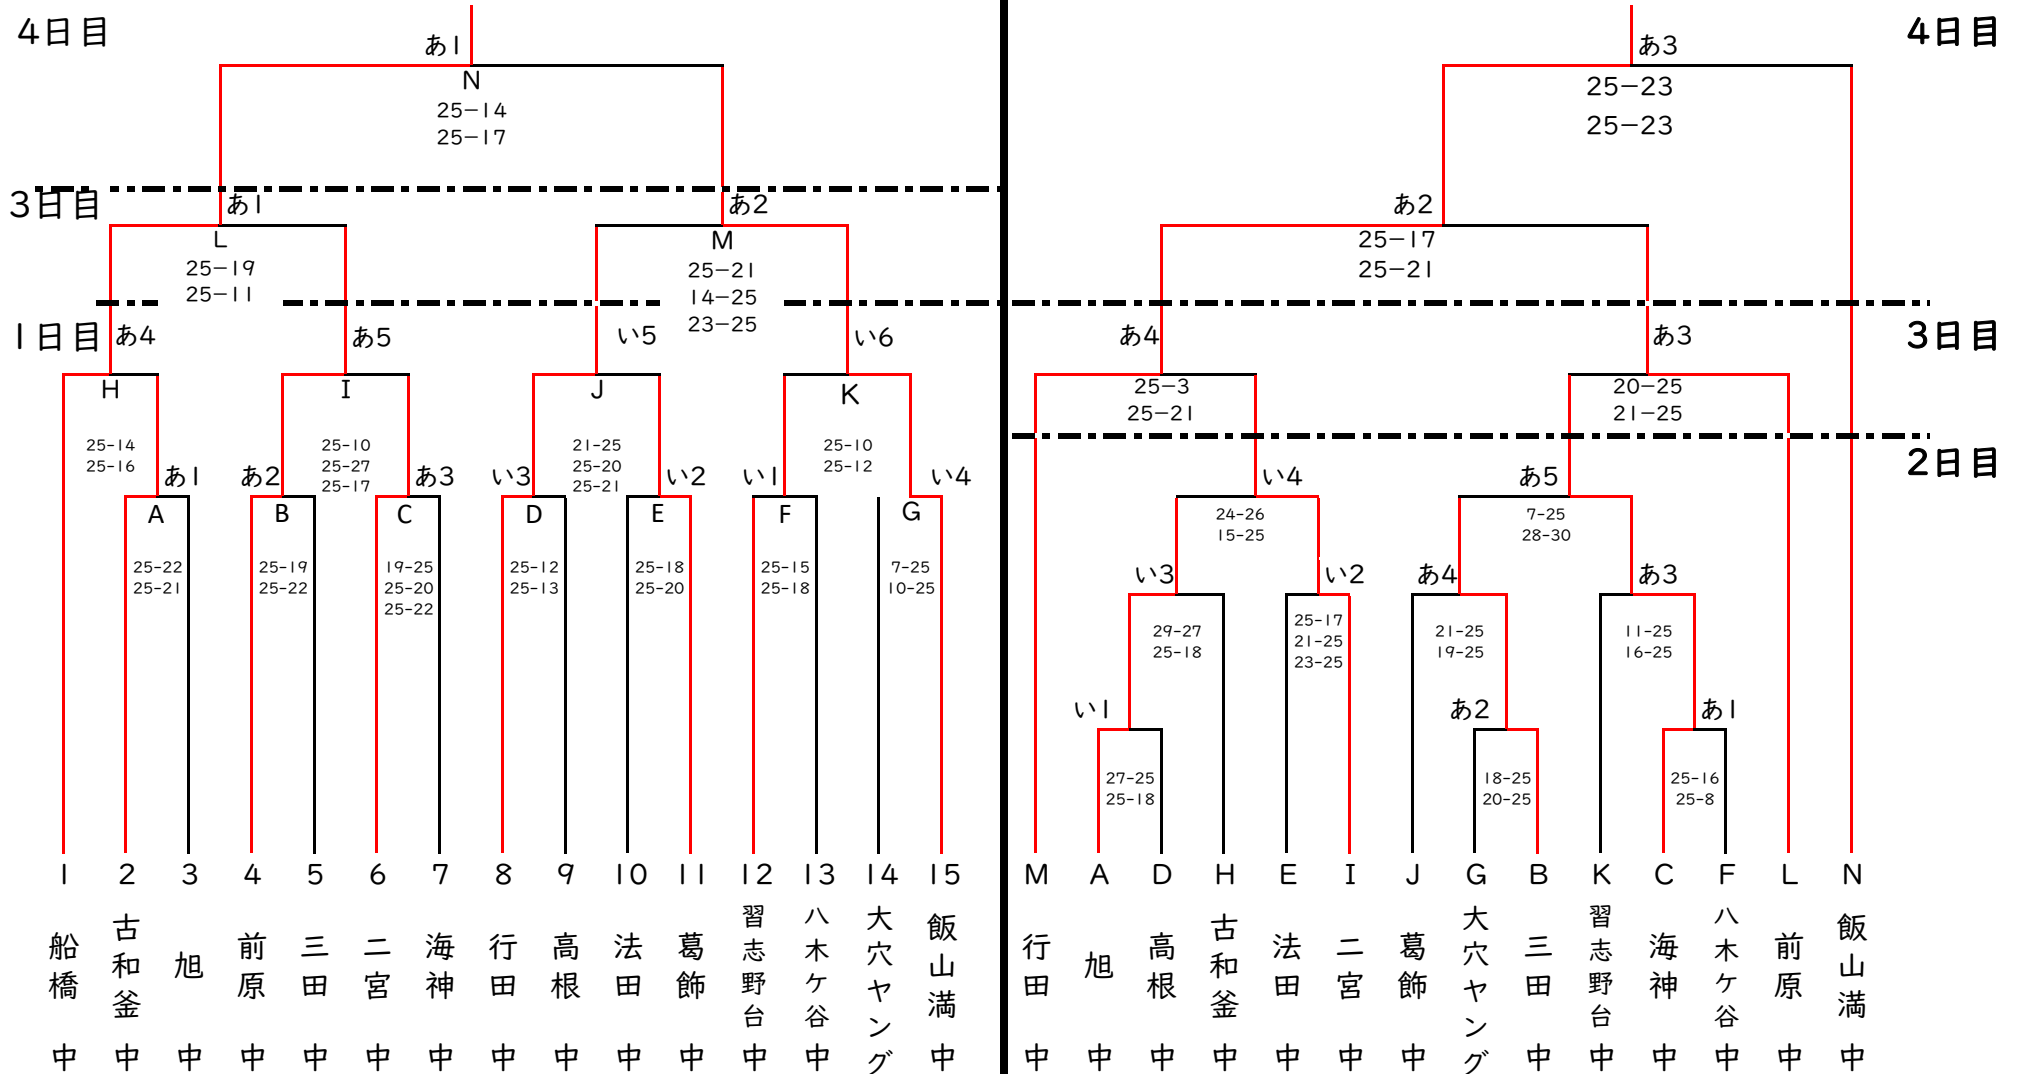 4日目
あ1
N
25-14
25-17
3日目
あ1
あ2
L
25-19
25-11
M
25-21
14-25
23-25
1日目
あ4
あ5
い5
い6
H
25-14
25-16
I
25-10
25-27
25-17
J
21-25
25-20
25-21
K
25-10
25-12
あ1
あ2
あ3
い3
い2
い1
い4
A
25-22
25-21
B
25-19
25-22
C
19-25
25-20
25-22
D
25-12
25-13
E
25-18
25-20
F
25-15
25-18
G
7-25
10-25
1 船橋中
2 古和釜中
3 旭中
4 前原中
5 三田中
6 二宮中
7 海神中
8 行田中
9 高根中
10 法田中
11 葛飾中
12 習志野台中
13 八木ケ谷中
14 大穴ヤング
15 飯山満中
4日目
あ3
25-23
25-23
あ2
25-17
25-21
3日目
あ4
あ3
25-3
25-21
20-25
21-25
2日目
い4
あ5
24-26
15-25
7-25
28-30
い3
い2
あ4
あ3
29-27
25-18
25-17
21-25
23-25
21-25
19-25
11-25
16-25
い1
あ2
あ1
27-25
25-18
18-25
20-25
25-16
25-8
M 行田中
A 旭中
D 高根中
H 古和釜中
E 法田中
I 二宮中
J 葛飾中
G 大穴ヤング
B 三田中
K 習志野台中
C 海神中
F 八木ケ谷中
L 前原中
N 飯山満中